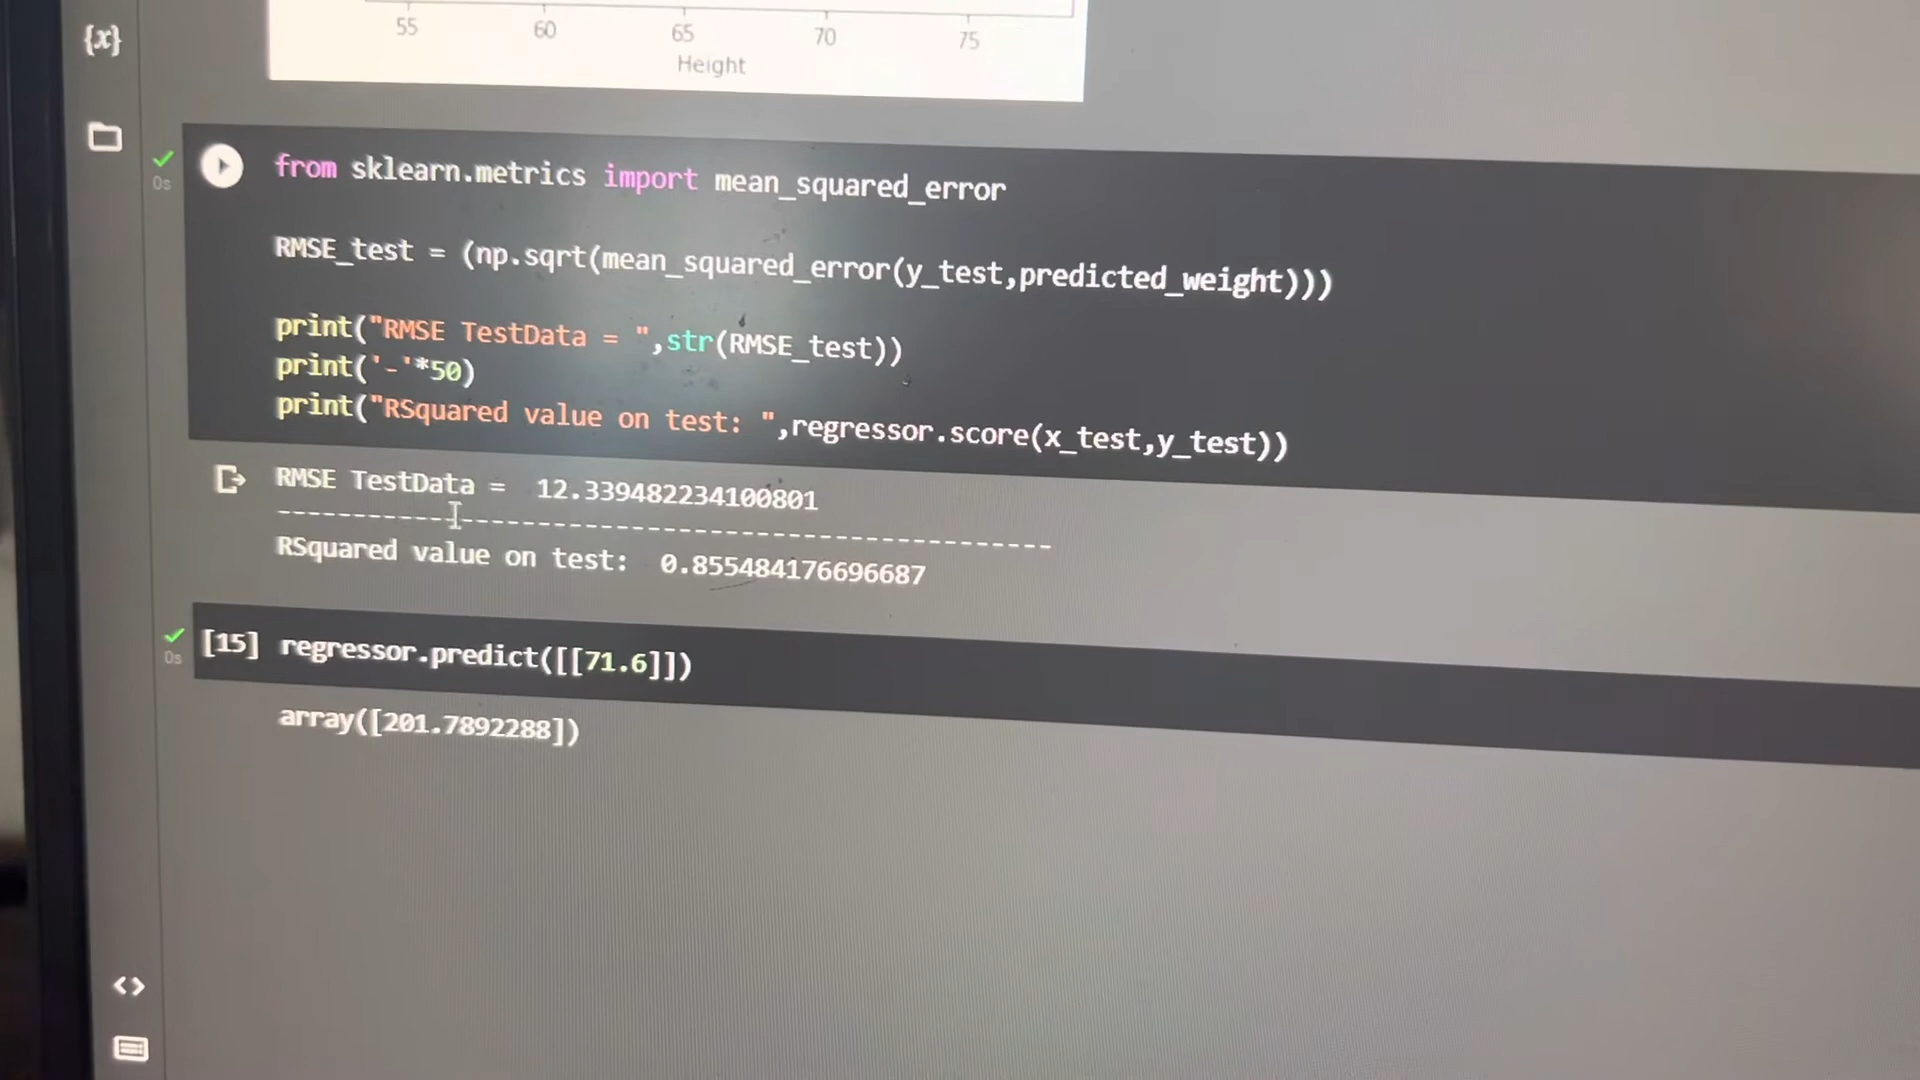 {x}
55 60 65 70 75
Height
0s
from sklearn.metrics import mean_squared_error
RMSE_test = (np.sqrt(mean_squared_error(y_test,predicted_weight)))
print("RMSE TestData = ",str(RMSE_test))
print('-'*50)
print("RSquared value on test: ",regressor.score(x_test,y_test))
RMSE TestData =  12.339482234100801
--------------------------------------------------
RSquared value on test:  0.855484176696687
0s
[15] regressor.predict([[71.6]])
array([201.7892288])
<>